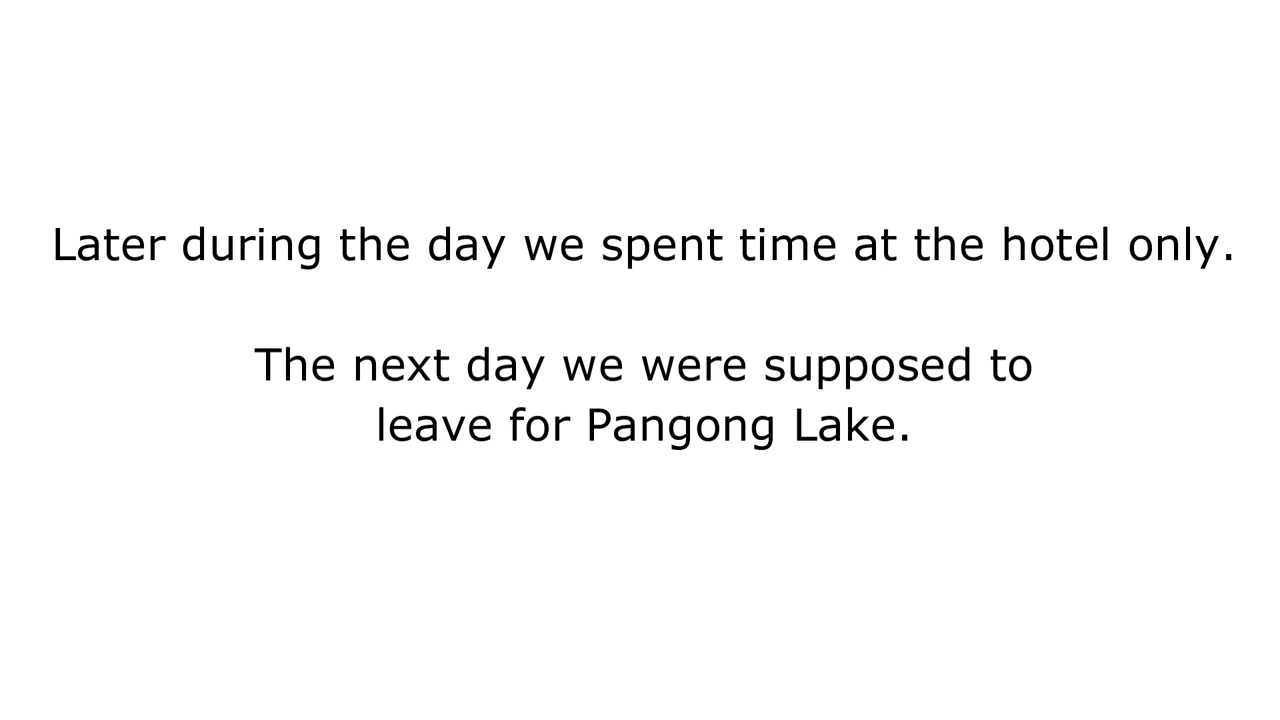 Later during the day we spent time at the hotel only.
The next day we were supposed to
leave for Pangong Lake.